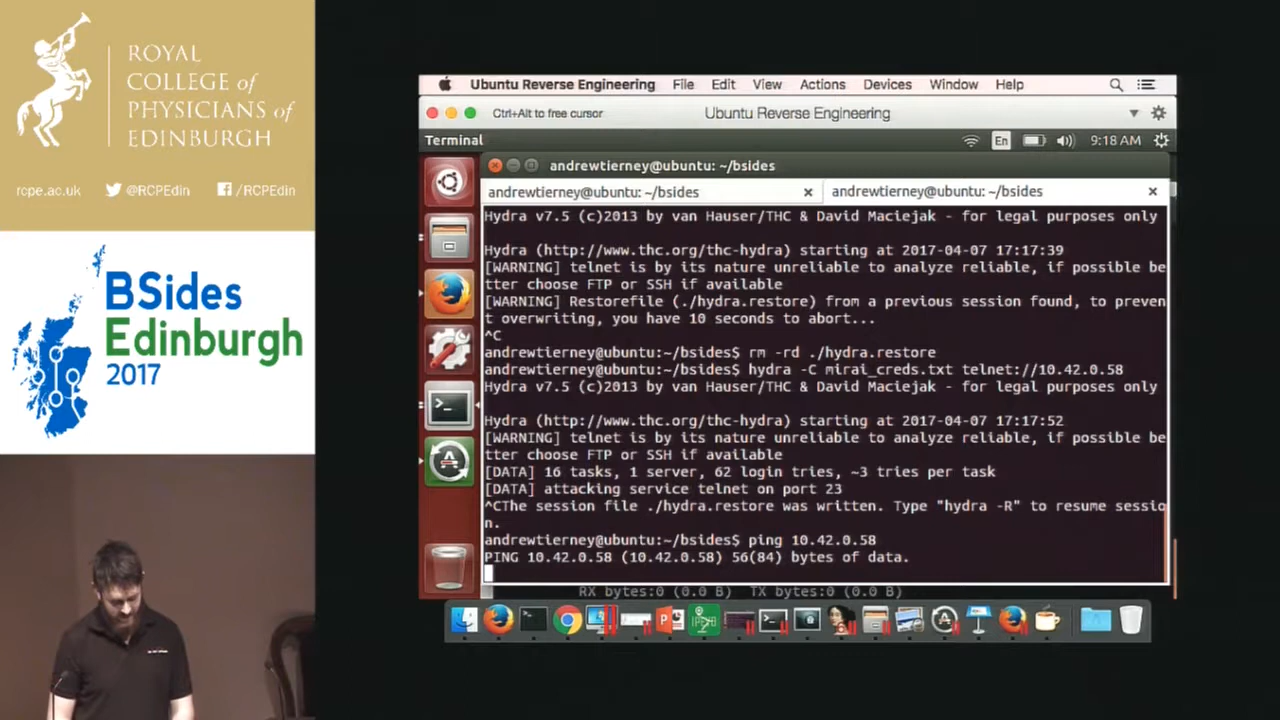 ROYAL
COLLEGE of
PHYSICIANS of
EDINBURGH
rcpe.ac.uk @RCPEdin /RCPEdin
BSides
Edinburgh
2017
Ubuntu Reverse Engineering File Edit View Actions Devices Window Help
Ctrl+Alt to free cursor Ubuntu Reverse Engineering
Terminal En 9:18 AM
andrewtierney@ubuntu: ~/bsides
andrewtierney@ubuntu: ~/bsides × andrewtierney@ubuntu: ~/bsides ×
Hydra v7.5 (c)2013 by van Hauser/THC & David Maciejak - for legal purposes only
Hydra (http://www.thc.org/thc-hydra) starting at 2017-04-07 17:17:39
[WARNING] telnet is by its nature unreliable to analyze reliable, if possible be
tter choose FTP or SSH if available
[WARNING] Restorefile (./hydra.restore) from a previous session found, to preven
t overwriting, you have 10 seconds to abort...
^C
andrewtierney@ubuntu:~/bsides$ rm -rd ./hydra.restore
andrewtierney@ubuntu:~/bsides$ hydra -C mirai_creds.txt telnet://10.42.0.58
Hydra v7.5 (c)2013 by van Hauser/THC & David Maciejak - for legal purposes only
Hydra (http://www.thc.org/thc-hydra) starting at 2017-04-07 17:17:52
[WARNING] telnet is by its nature unreliable to analyze reliable, if possible be
tter choose FTP or SSH if available
[DATA] 16 tasks, 1 server, 62 login tries, ~3 tries per task
[DATA] attacking service telnet on port 23
^CThe session file ./hydra.restore was written. Type "hydra -R" to resume sessio
n.
andrewtierney@ubuntu:~/bsides$ ping 10.42.0.58
PING 10.42.0.58 (10.42.0.58) 56(84) bytes of data.
RX bytes:0 (0.0 B) TX bytes:0 (0.0 B)